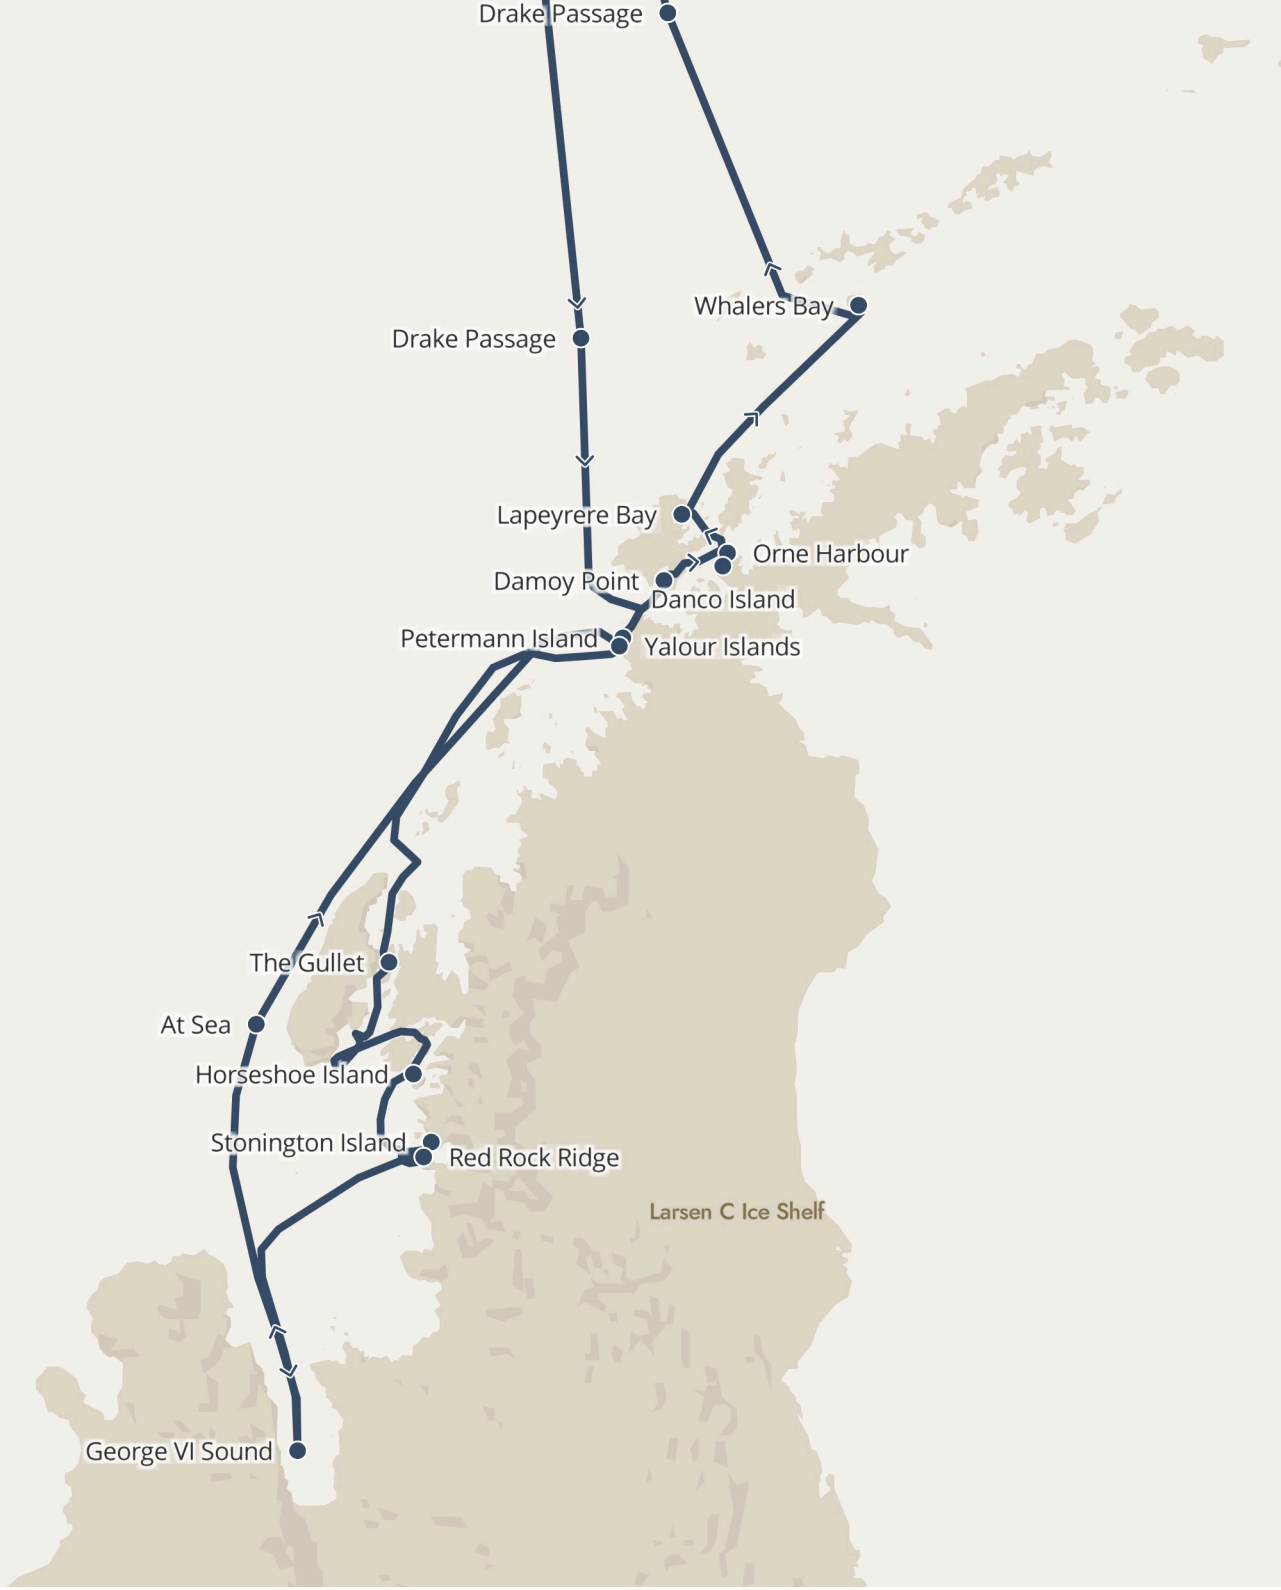 Drake Passage
Whalers Bay
Drake Passage
Lapeyrere Bay
Orne Harbour
Damoy Point
Danco Island
Petermann Island
Yalour Islands
The Gullet
At Sea
Horseshoe Island
Stonington Island
Red Rock Ridge
Larsen C Ice Shelf
George VI Sound